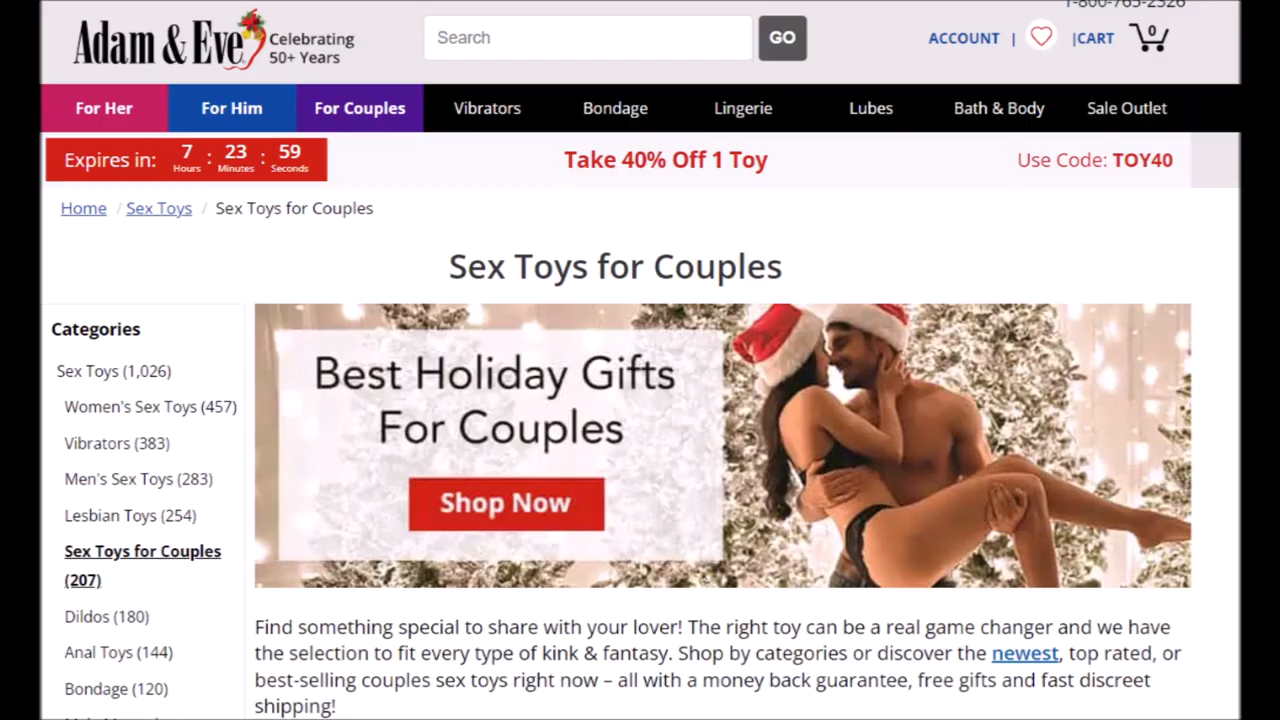 1-800-765-2326
Adam & Eve
Celebrating
50+ Years
Search
GO
ACCOUNT |
|CART
0
For Her
For Him
For Couples
Vibrators
Bondage
Lingerie
Lubes
Bath & Body
Sale Outlet
Expires in:
7 : 23 : 59
Hours Minutes Seconds
Take 40% Off 1 Toy
Use Code: TOY40
Home / Sex Toys / Sex Toys for Couples
Sex Toys for Couples
Categories
Sex Toys (1,026)
Women's Sex Toys (457)
Vibrators (383)
Men's Sex Toys (283)
Lesbian Toys (254)
Sex Toys for Couples
(207)
Dildos (180)
Anal Toys (144)
Bondage (120)
Best Holiday Gifts
For Couples
Shop Now
Find something special to share with your lover! The right toy can be a real game changer and we have
the selection to fit every type of kink & fantasy. Shop by categories or discover the newest, top rated, or
best-selling couples sex toys right now – all with a money back guarantee, free gifts and fast discreet
shipping!